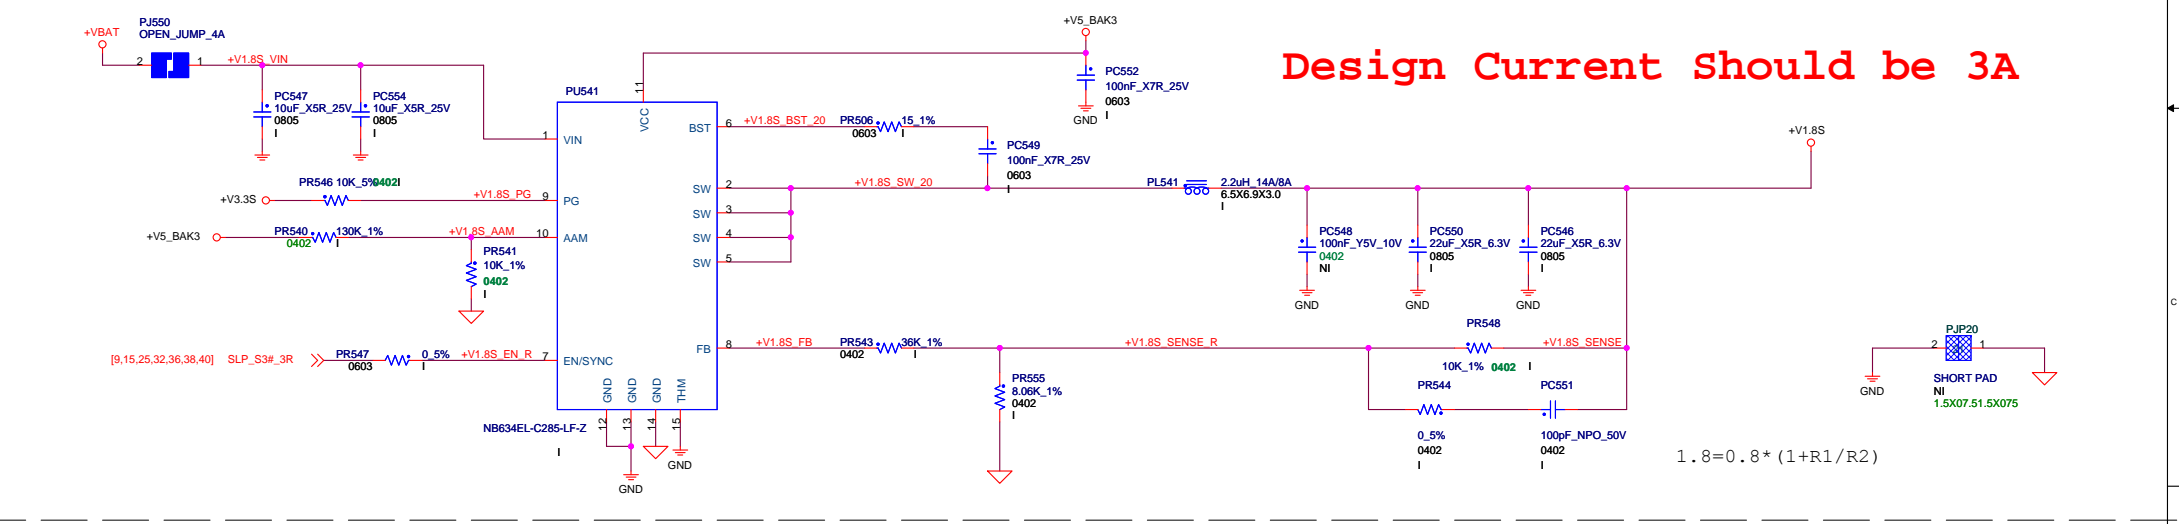 PJ550
OPEN_JUMP_4A
+VBAT
2
1
+V1.8S_VIN
PC547
10uF_X5R_25V
0805
I
PC554
10uF_X5R_25V
0805
I
+V5_BAK3
PC552
100nF_X7R_25V
0603
I
GND
Design Current Should be 3A
PU541
11
VCC
1
VIN
BST
6
+V1.8S_BST_20
PR506
15_1%
0603
I
PC549
100nF_X7R_25V
0603
I
+V1.8S
PR546 10K_5%
0402
I
+V3.3S
+V1.8S_PG
9
PG
SW
2
+V1.8S_SW_20
PL541
2.2uH_14A/8A
6.5X6.9X3.0
I
SW
3
+V5_BAK3
PR540
130K_1%
0402
I
+V1.8S_AAM
10
AAM
SW
4
SW
5
PR541
10K_1%
0402
I
PC548
100nF_Y5V_10V
0402
NI
GND
PC550
22uF_X5R_6.3V
0805
I
GND
PC546
22uF_X5R_6.3V
0805
I
GND
[9,15,25,32,36,38,40]
SLP_S3#_3R
PR547
0_5%
0603
I
+V1.8S_EN_R
7
EN/SYNC
FB
8
+V1.8S_FB
PR543
36K_1%
0402
I
+V1.8S_SENSE_R
PR548
10K_1%
0402
I
+V1.8S_SENSE
GND
GND
GND
THM
12
13
14
15
NB634EL-C285-LF-Z
I
GND
GND
PR555
8.06K_1%
0402
I
PR544
0_5%
0402
I
PC551
100pF_NPO_50V
0402
I
PJP20
2
1
GND
SHORT PAD
NI
1.5X07.51.5X075
1.8=0.8*(1+R1/R2)
C